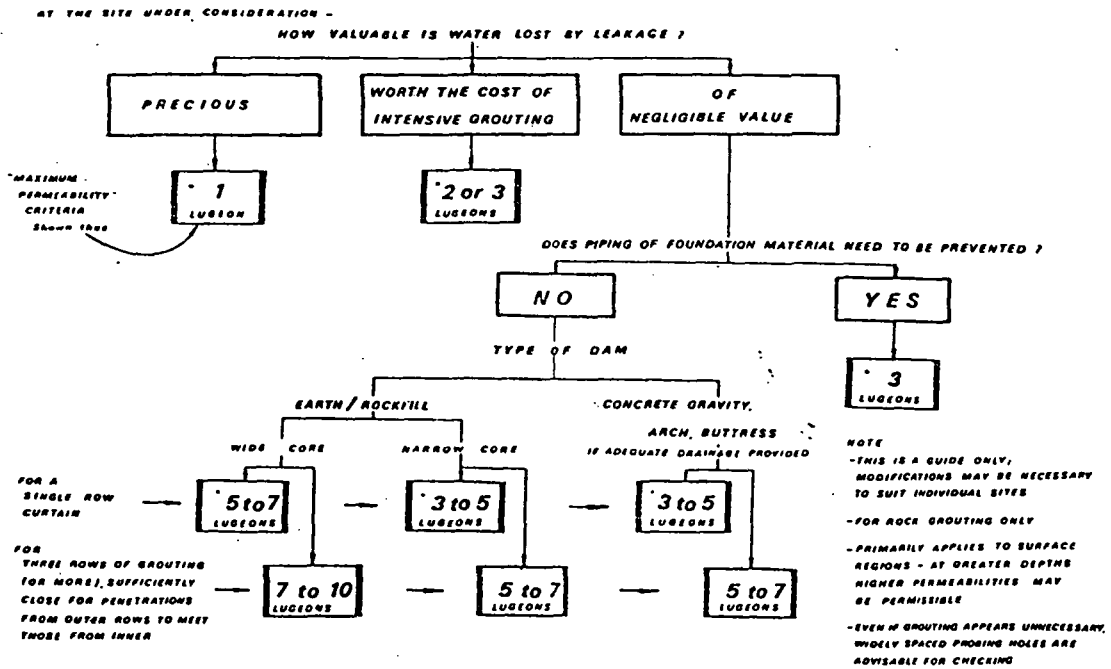 AT THE SITE UNDER CONSIDERATION -
HOW VALUABLE IS WATER LOST BY LEAKAGE ?
PRECIOUS
WORTH THE COST OF
INTENSIVE GROUTING
OF
NEGLIGIBLE VALUE
"MAXIMUM
PERMEABILITY"
CRITERIA
Shown thus
1
LUGEON
2 or 3
LUGEONS
DOES PIPING OF FOUNDATION MATERIAL NEED TO BE PREVENTED ?
NO
YES
TYPE OF DAM
3
LUGEONS
EARTH / ROCKFILL
CONCRETE GRAVITY,
ARCH, BUTTRESS
IF ADEQUATE DRAINAGE PROVIDED
WIDE CORE
NARROW CORE
FOR A
SINGLE ROW
CURTAIN
5 to 7
LUGEONS
3 to 5
LUGEONS
3 to 5
LUGEONS
FOR
THREE ROWS OF GROUTING
(OR MORE), SUFFICIENTLY
CLOSE FOR PENETRATIONS
FROM OUTER ROWS TO MEET
THOSE FROM INNER
7 to 10
LUGEONS
5 to 7
LUGEONS
5 to 7
LUGEONS
NOTE
-THIS IS A GUIDE ONLY;
MODIFICATIONS MAY BE NECESSARY
TO SUIT INDIVIDUAL SITES
-FOR ROCK GROUTING ONLY
-PRIMARILY APPLIES TO SURFACE
REGIONS - AT GREATER DEPTHS
HIGHER PERMEABILITIES MAY
BE PERMISSIBLE
-EVEN IF GROUTING APPEARS UNNECESSARY,
WIDELY SPACED PROBING HOLES ARE
ADVISABLE FOR CHECKING